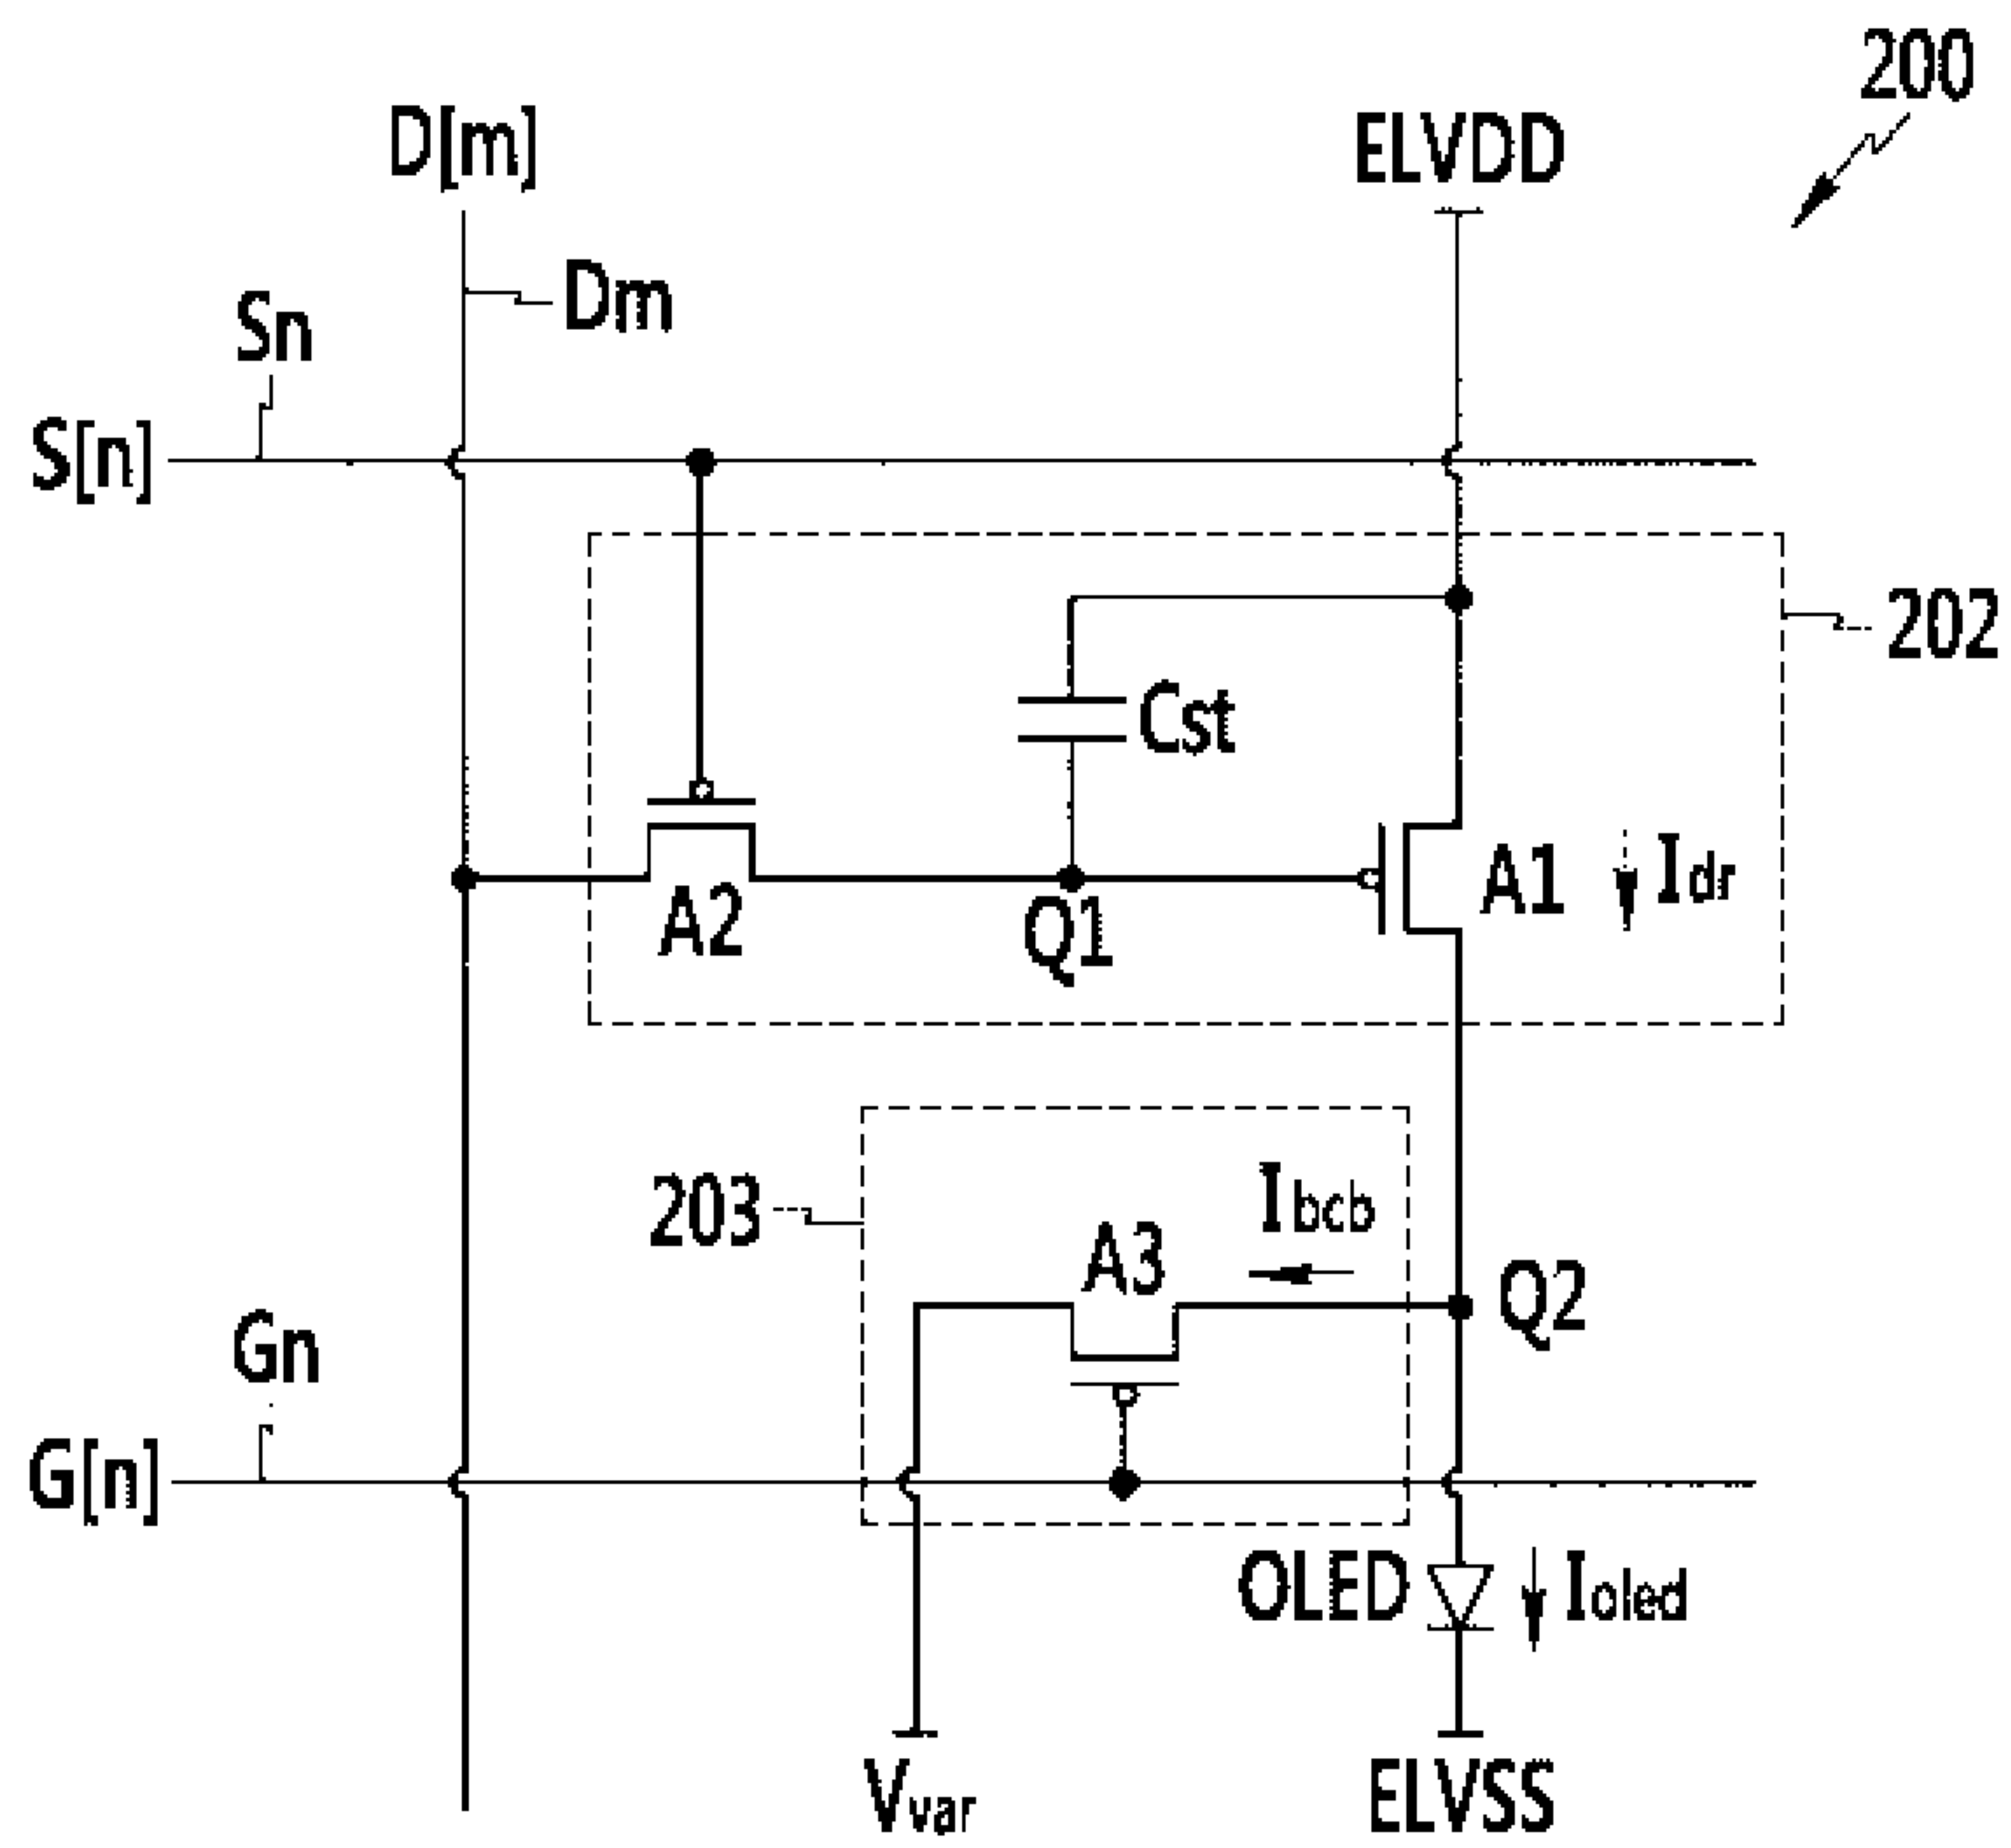 200
D[m]
ELVDD
Dm
Sn
S[n]
202
Cst
A2
Q1
A1
Idr
203
Ibcb
A3
Q2
Gn
G[n]
OLED
Ioled
Vvar
ELVSS